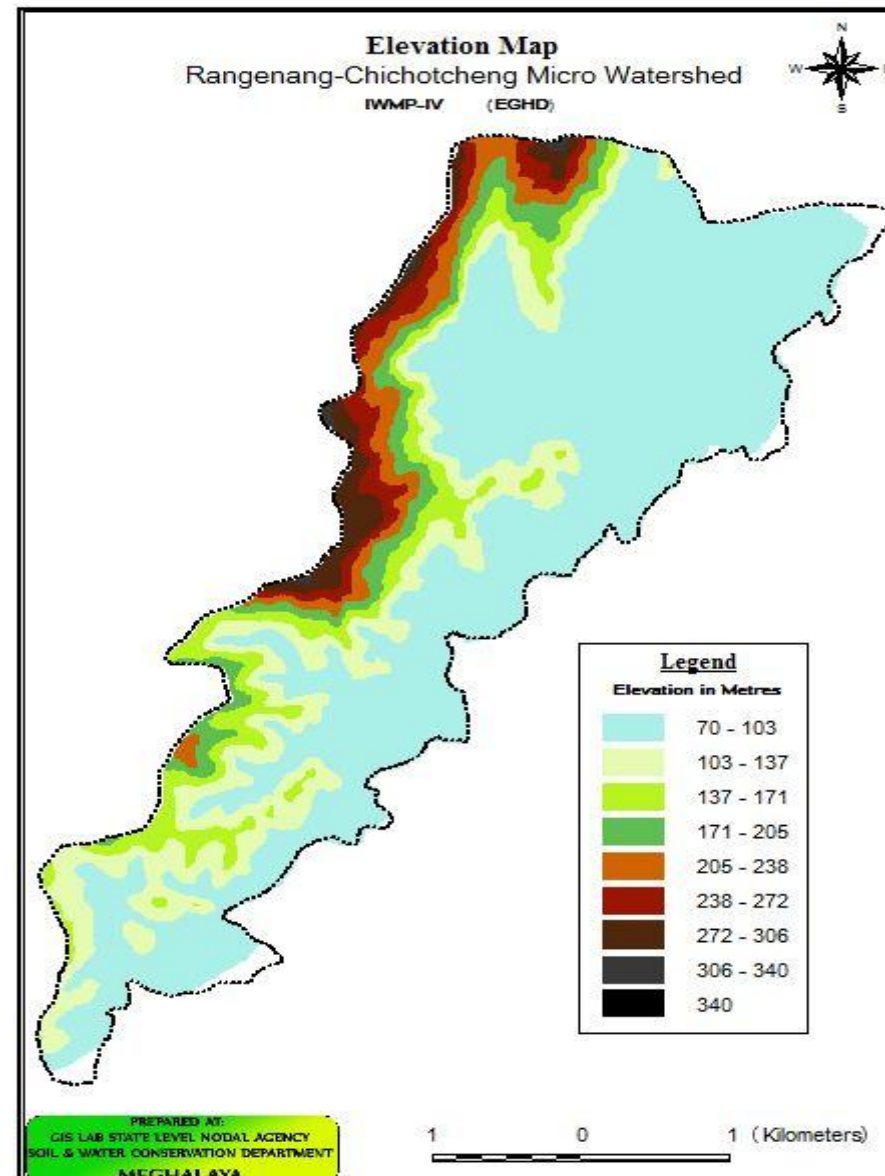 Elevation Map
Rangenang-Chichotcheng Micro Watershed
IWMP-IV (EGHD)
N
W
S
Legend
Elevation in Metres
70 - 103
103 - 137
137 - 171
171 - 205
205 - 238
238 - 272
272 - 306
306 - 340
340
PREPARED AT:
GIS LAB STATE LEVEL NODAL AGENCY
SOIL & WATER CONSERVATION DEPARTMENT
MEGHALAYA
1 0 1 (Kilometers)